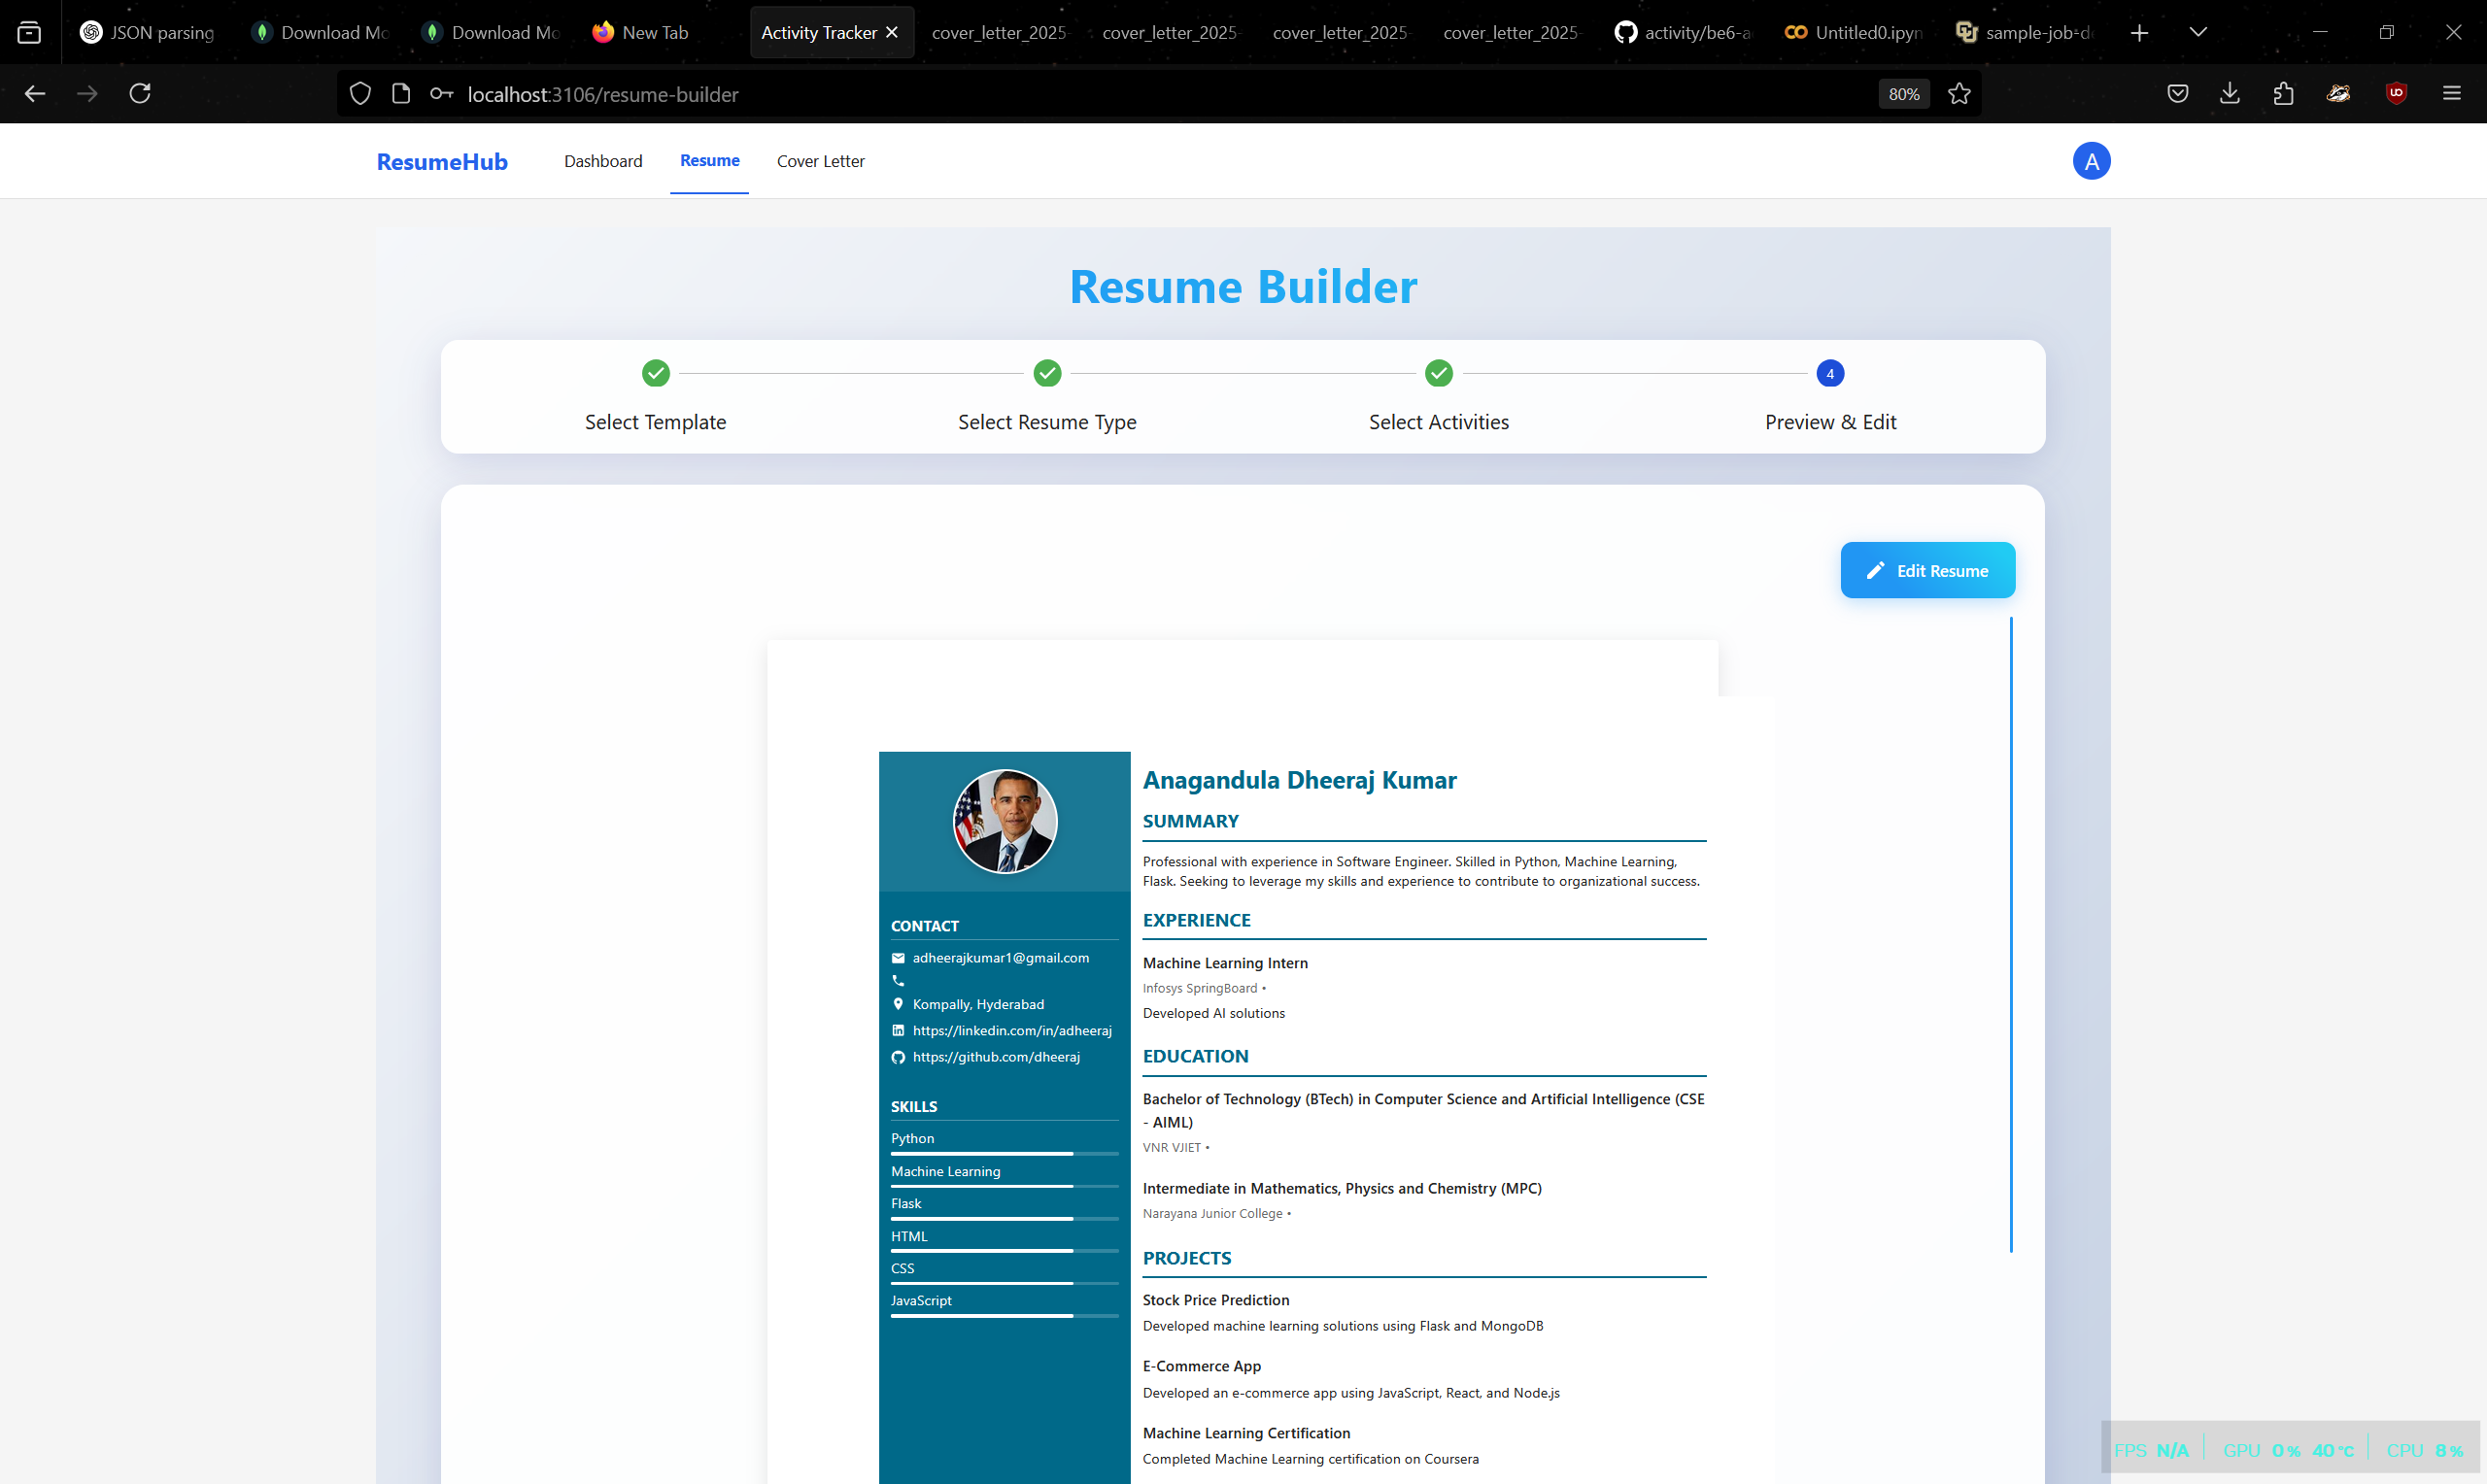 JSON parsing
Download Mo
Download Mo
New Tab
Activity Tracker
cover_letter_2025-
cover_letter_2025-
cover_letter_2025-
cover_letter_2025-
activity/be6-a
Untitled0.ipyn
sample-job-de
localhost:3106/resume-builder
80%
ResumeHub
Dashboard
Resume
Cover Letter
A
Resume Builder
4
Select Template
Select Resume Type
Select Activities
Preview & Edit
Edit Resume
CONTACT
adheerajkumar1@gmail.com
Kompally, Hyderabad
https://linkedin.com/in/adheeraj
https://github.com/dheeraj
SKILLS
Python
Machine Learning
Flask
HTML
CSS
JavaScript
Anagandula Dheeraj Kumar
SUMMARY
Professional with experience in Software Engineer. Skilled in Python, Machine Learning,
Flask. Seeking to leverage my skills and experience to contribute to organizational success.
EXPERIENCE
Machine Learning Intern
Infosys SpringBoard •
Developed AI solutions
EDUCATION
Bachelor of Technology (BTech) in Computer Science and Artificial Intelligence (CSE
- AIML)
VNR VJIET •
Intermediate in Mathematics, Physics and Chemistry (MPC)
Narayana Junior College •
PROJECTS
Stock Price Prediction
Developed machine learning solutions using Flask and MongoDB
E-Commerce App
Developed an e-commerce app using JavaScript, React, and Node.js
Machine Learning Certification
Completed Machine Learning certification on Coursera
FPS N/A GPU 0% 40°C CPU 8%